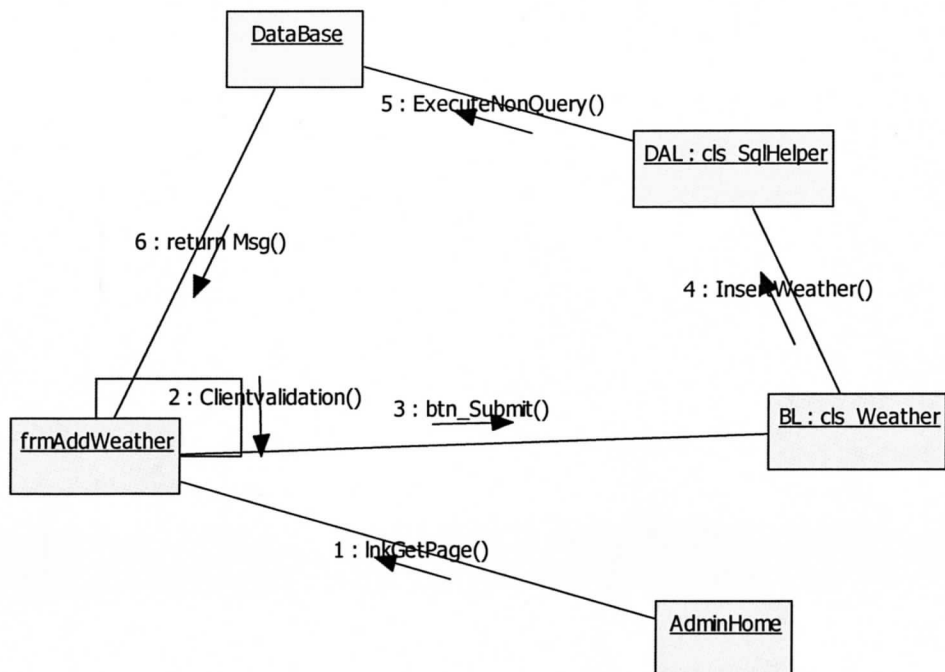 DataBase
5 : ExecuteNonQuery()
DAL : cls_SqlHelper
6 : return Msg()
4 : InsertWeather()
2 : Clientvalidation()
3 : btn_Submit()
frmAddWeather
BL : cls_Weather
1 : lnkGetPage()
AdminHome